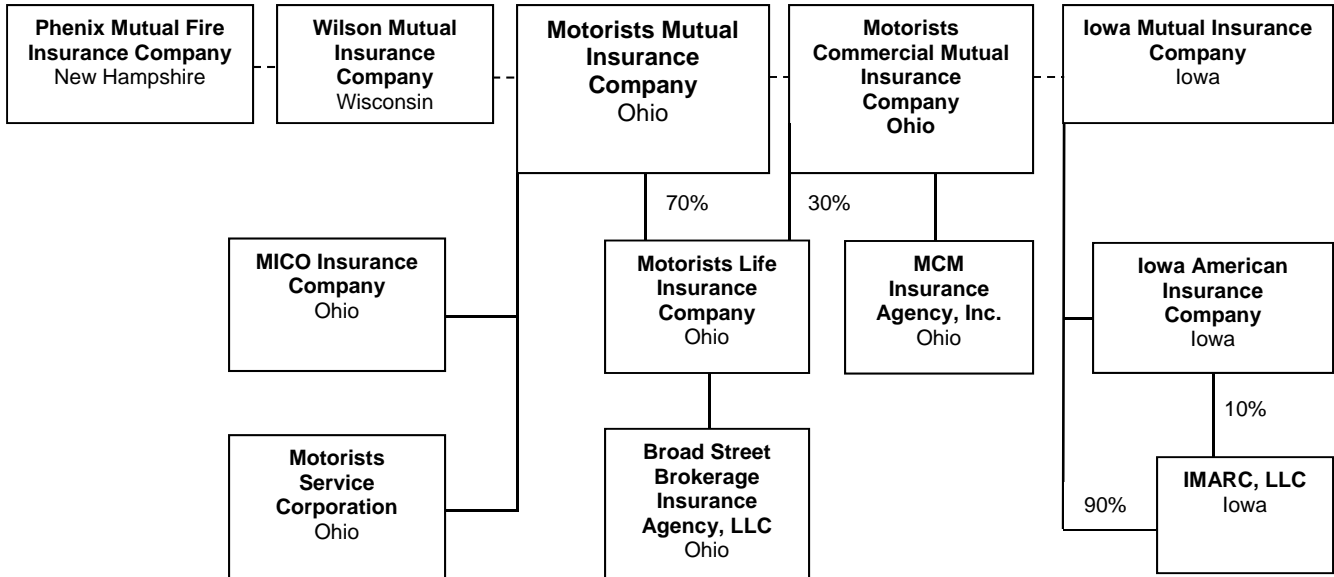 Phenix Mutual Fire
Insurance Company
New Hampshire
Wilson Mutual
Insurance
Company
Wisconsin
Motorists Mutual
Insurance
Company
Ohio
Motorists
Commercial Mutual
Insurance
Company
Ohio
Iowa Mutual Insurance
Company
Iowa
70%
30%
MICO Insurance
Company
Ohio
Motorists Life
Insurance
Company
Ohio
MCM
Insurance
Agency, Inc.
Ohio
Iowa American
Insurance
Company
Iowa
10%
Motorists
Service
Corporation
Ohio
Broad Street
Brokerage
Insurance
Agency, LLC
Ohio
90%
IMARC, LLC
Iowa